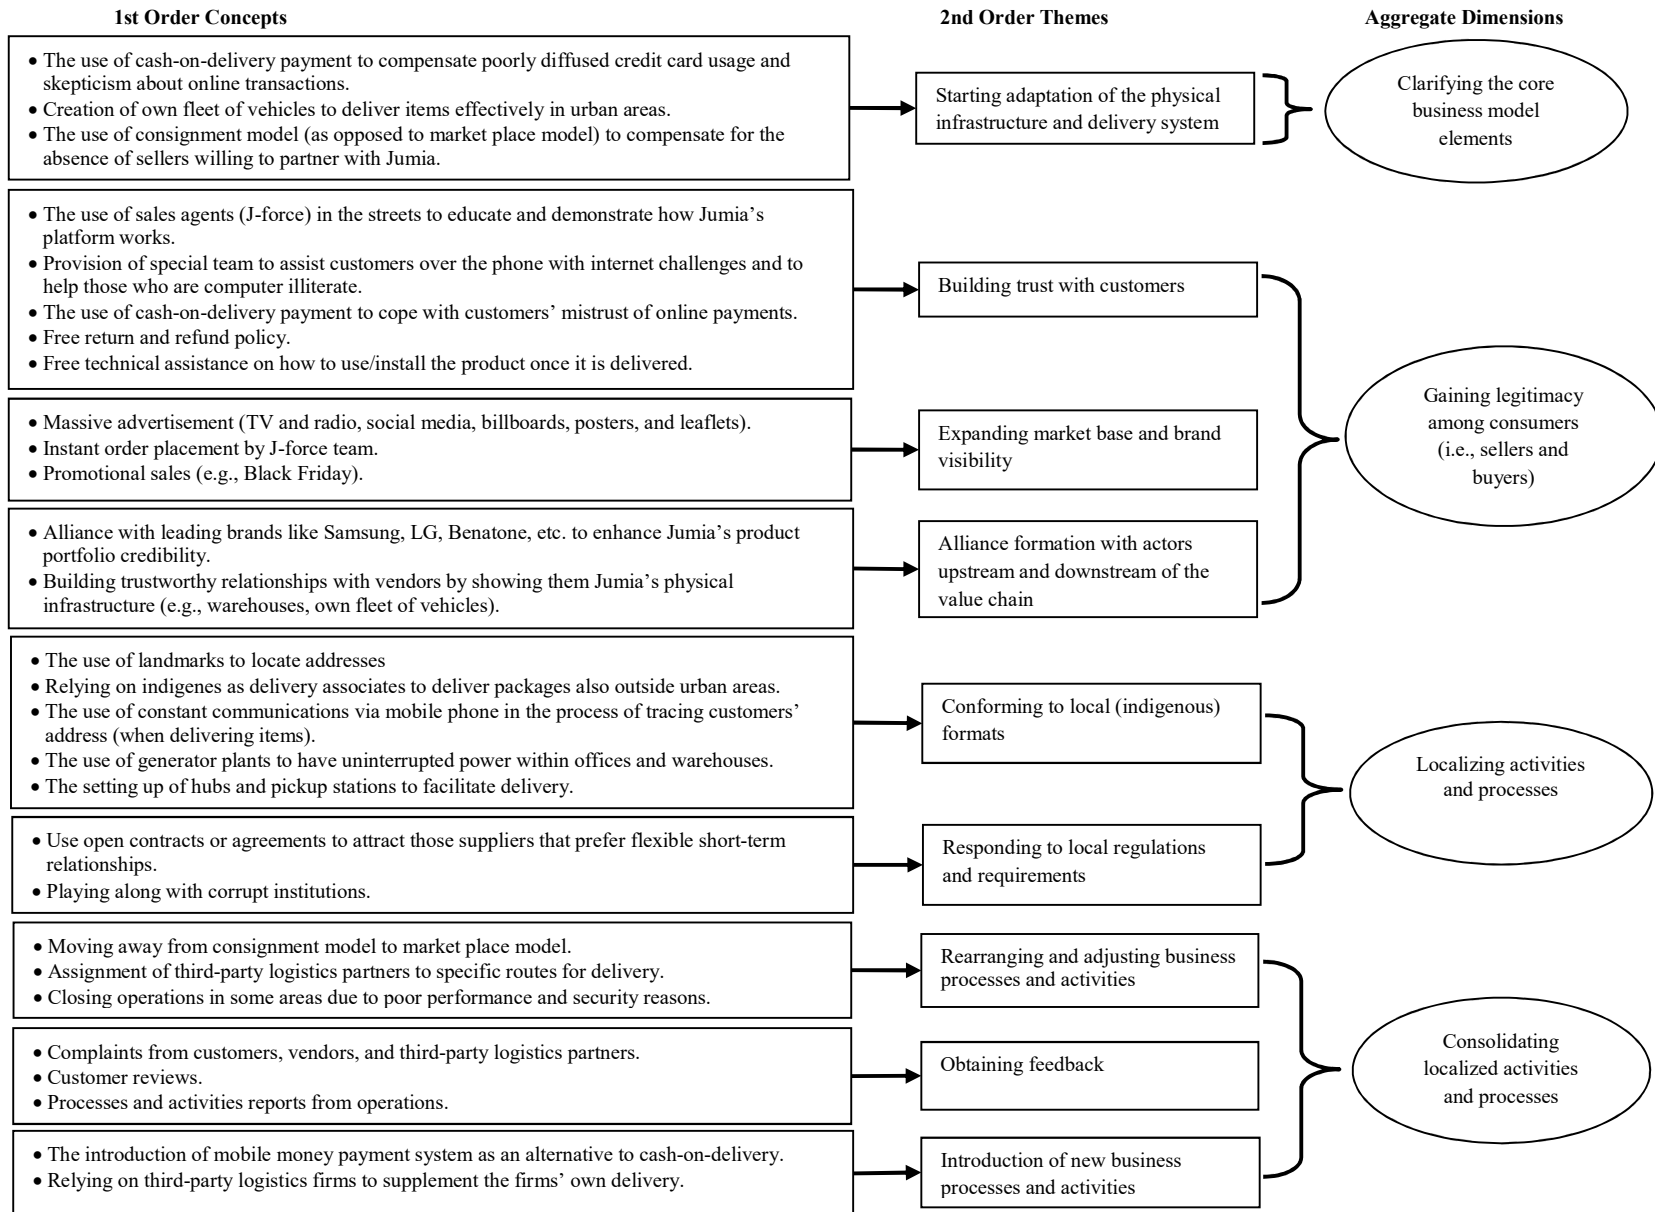 1st Order Concepts
2nd Order Themes
Aggregate Dimensions
• The use of cash-on-delivery payment to compensate poorly diffused credit card usage and
skepticism about online transactions.
• Creation of own fleet of vehicles to deliver items effectively in urban areas.
• The use of consignment model (as opposed to market place model) to compensate for the
absence of sellers willing to partner with Jumia.
Starting adaptation of the physical
infrastructure and delivery system
Clarifying the core
business model
elements
• The use of sales agents (J-force) in the streets to educate and demonstrate how Jumia’s
platform works.
• Provision of special team to assist customers over the phone with internet challenges and to
help those who are computer illiterate.
• The use of cash-on-delivery payment to cope with customers’ mistrust of online payments.
• Free return and refund policy.
• Free technical assistance on how to use/install the product once it is delivered.
Building trust with customers
• Massive advertisement (TV and radio, social media, billboards, posters, and leaflets).
• Instant order placement by J-force team.
• Promotional sales (e.g., Black Friday).
Expanding market base and brand
visibility
• Alliance with leading brands like Samsung, LG, Benatone, etc. to enhance Jumia’s product
portfolio credibility.
• Building trustworthy relationships with vendors by showing them Jumia’s physical
infrastructure (e.g., warehouses, own fleet of vehicles).
Alliance formation with actors
upstream and downstream of the
value chain
Gaining legitimacy
among consumers
(i.e., sellers and
buyers)
• The use of landmarks to locate addresses
• Relying on indigenes as delivery associates to deliver packages also outside urban areas.
• The use of constant communications via mobile phone in the process of tracing customers’
address (when delivering items).
• The use of generator plants to have uninterrupted power within offices and warehouses.
• The setting up of hubs and pickup stations to facilitate delivery.
Conforming to local (indigenous)
formats
• Use open contracts or agreements to attract those suppliers that prefer flexible short-term
relationships.
• Playing along with corrupt institutions.
Responding to local regulations
and requirements
Localizing activities
and processes
• Moving away from consignment model to market place model.
• Assignment of third-party logistics partners to specific routes for delivery.
• Closing operations in some areas due to poor performance and security reasons.
Rearranging and adjusting business
processes and activities
• Complaints from customers, vendors, and third-party logistics partners.
• Customer reviews.
• Processes and activities reports from operations.
Obtaining feedback
• The introduction of mobile money payment system as an alternative to cash-on-delivery.
• Relying on third-party logistics firms to supplement the firms’ own delivery.
Introduction of new business
processes and activities
Consolidating
localized activities
and processes